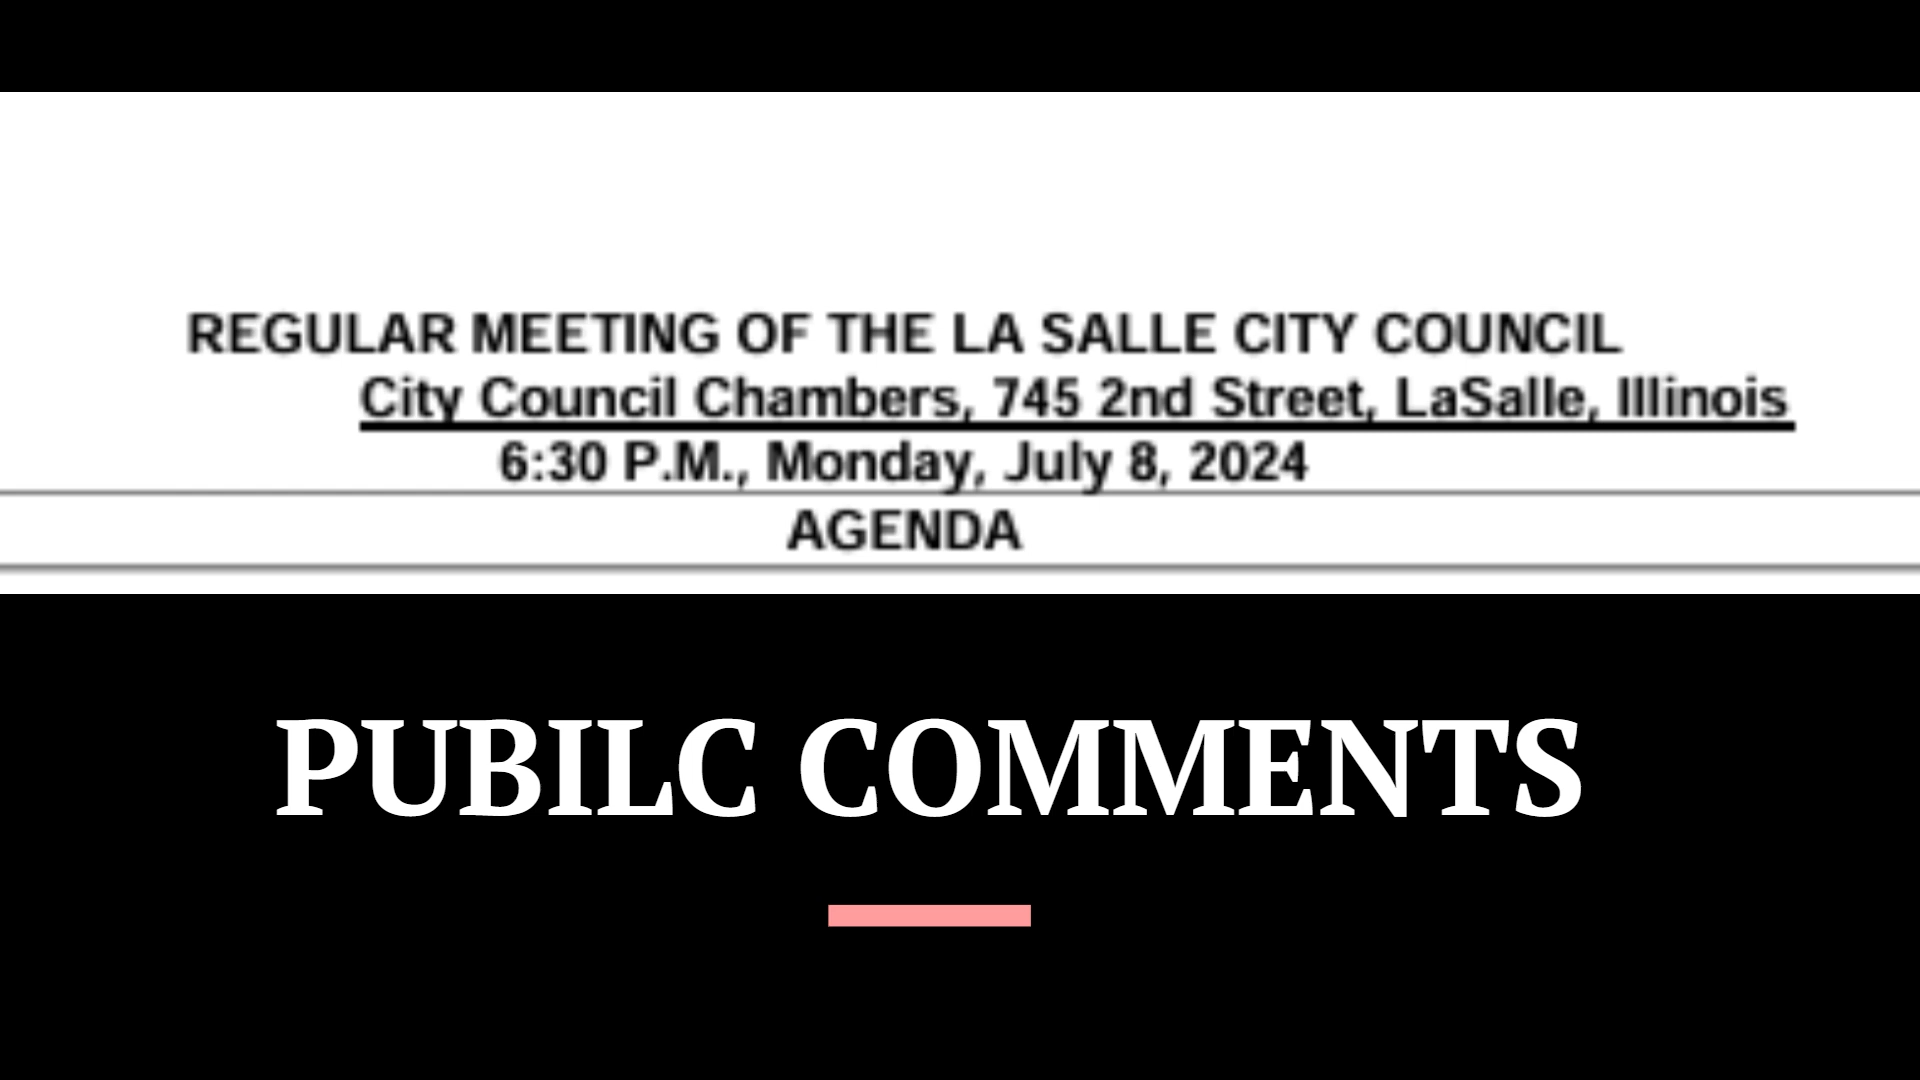 REGULAR MEETING OF THE LA SALLE CITY COUNCIL
City Council Chambers, 745 2nd Street, LaSalle, Illinois
6:30 P.M., Monday, July 8, 2024
AGENDA
PUBILC COMMENTS